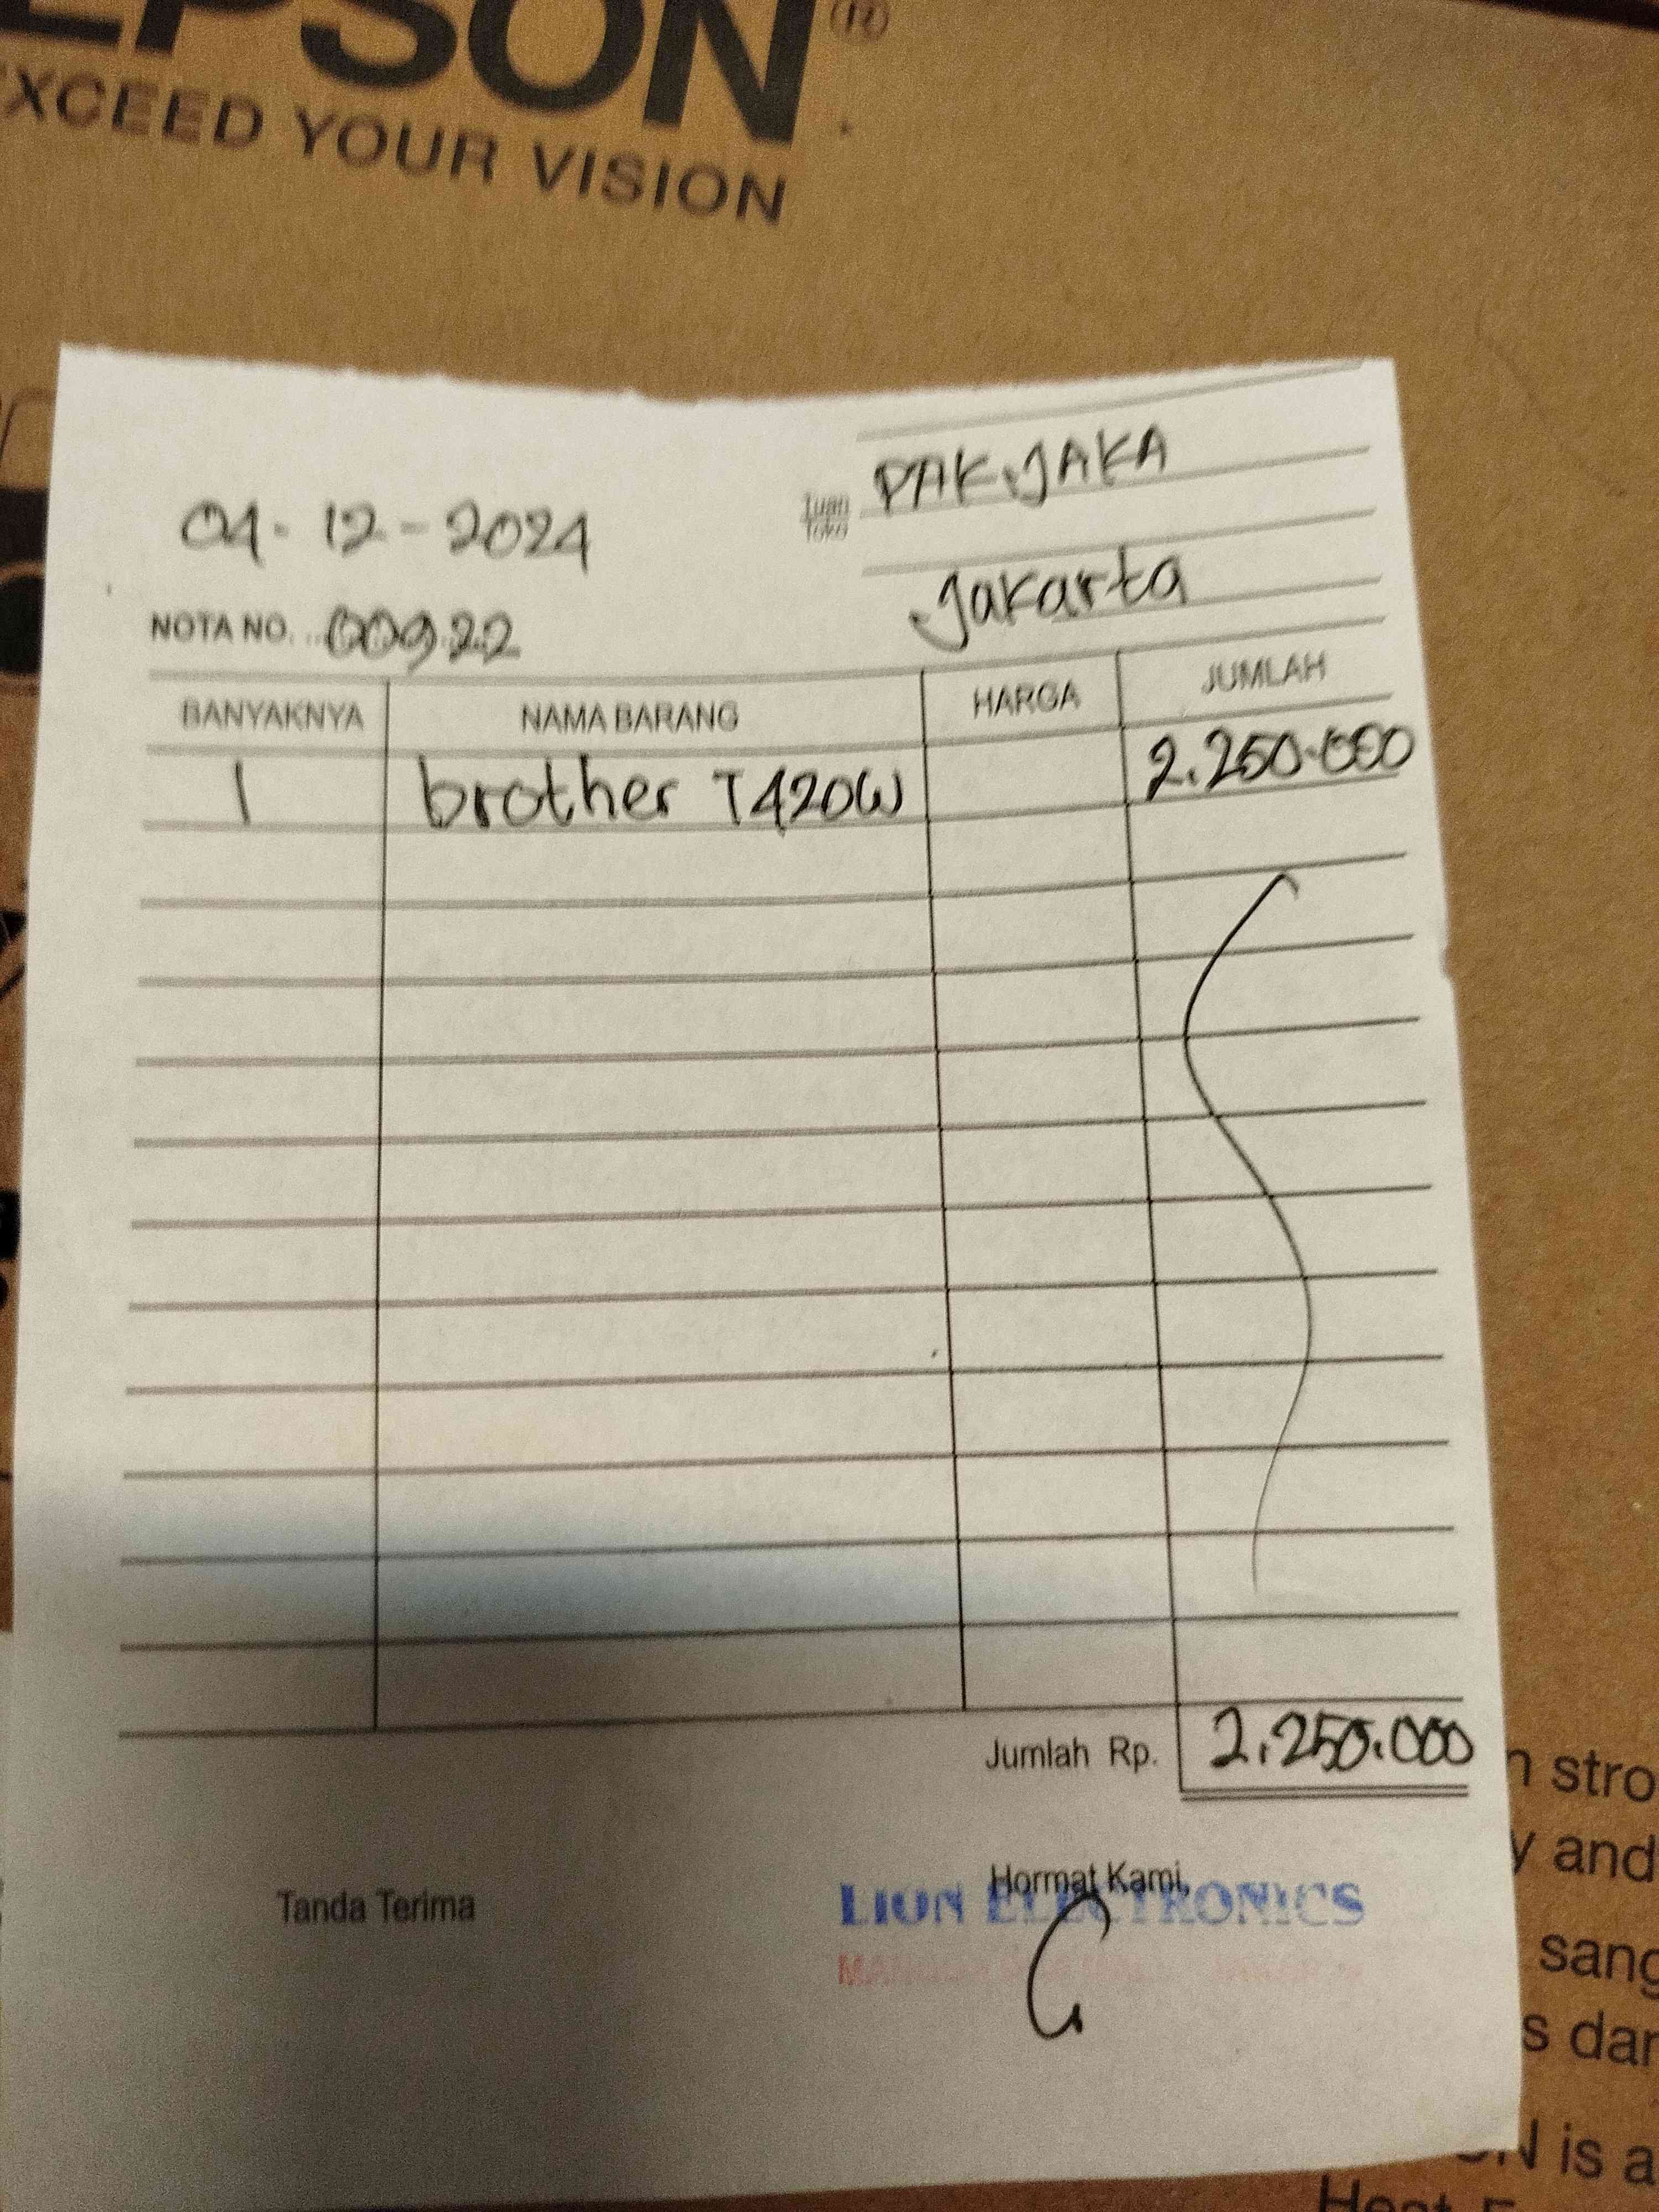 EPSON®
EXCEED YOUR VISION
04-12-2024
Tuan
Toko
PAK JAKA
Jakarta
NOTA NO. 00922
BANYAKNYA NAMA BARANG HARGA JUMLAH
1 brother T420W 2.250.000
Jumlah Rp. 2.250.000
Tanda Terima
Hormat Kami,
LION ELECTRONICS
stro
y and
sang
s dan
is a